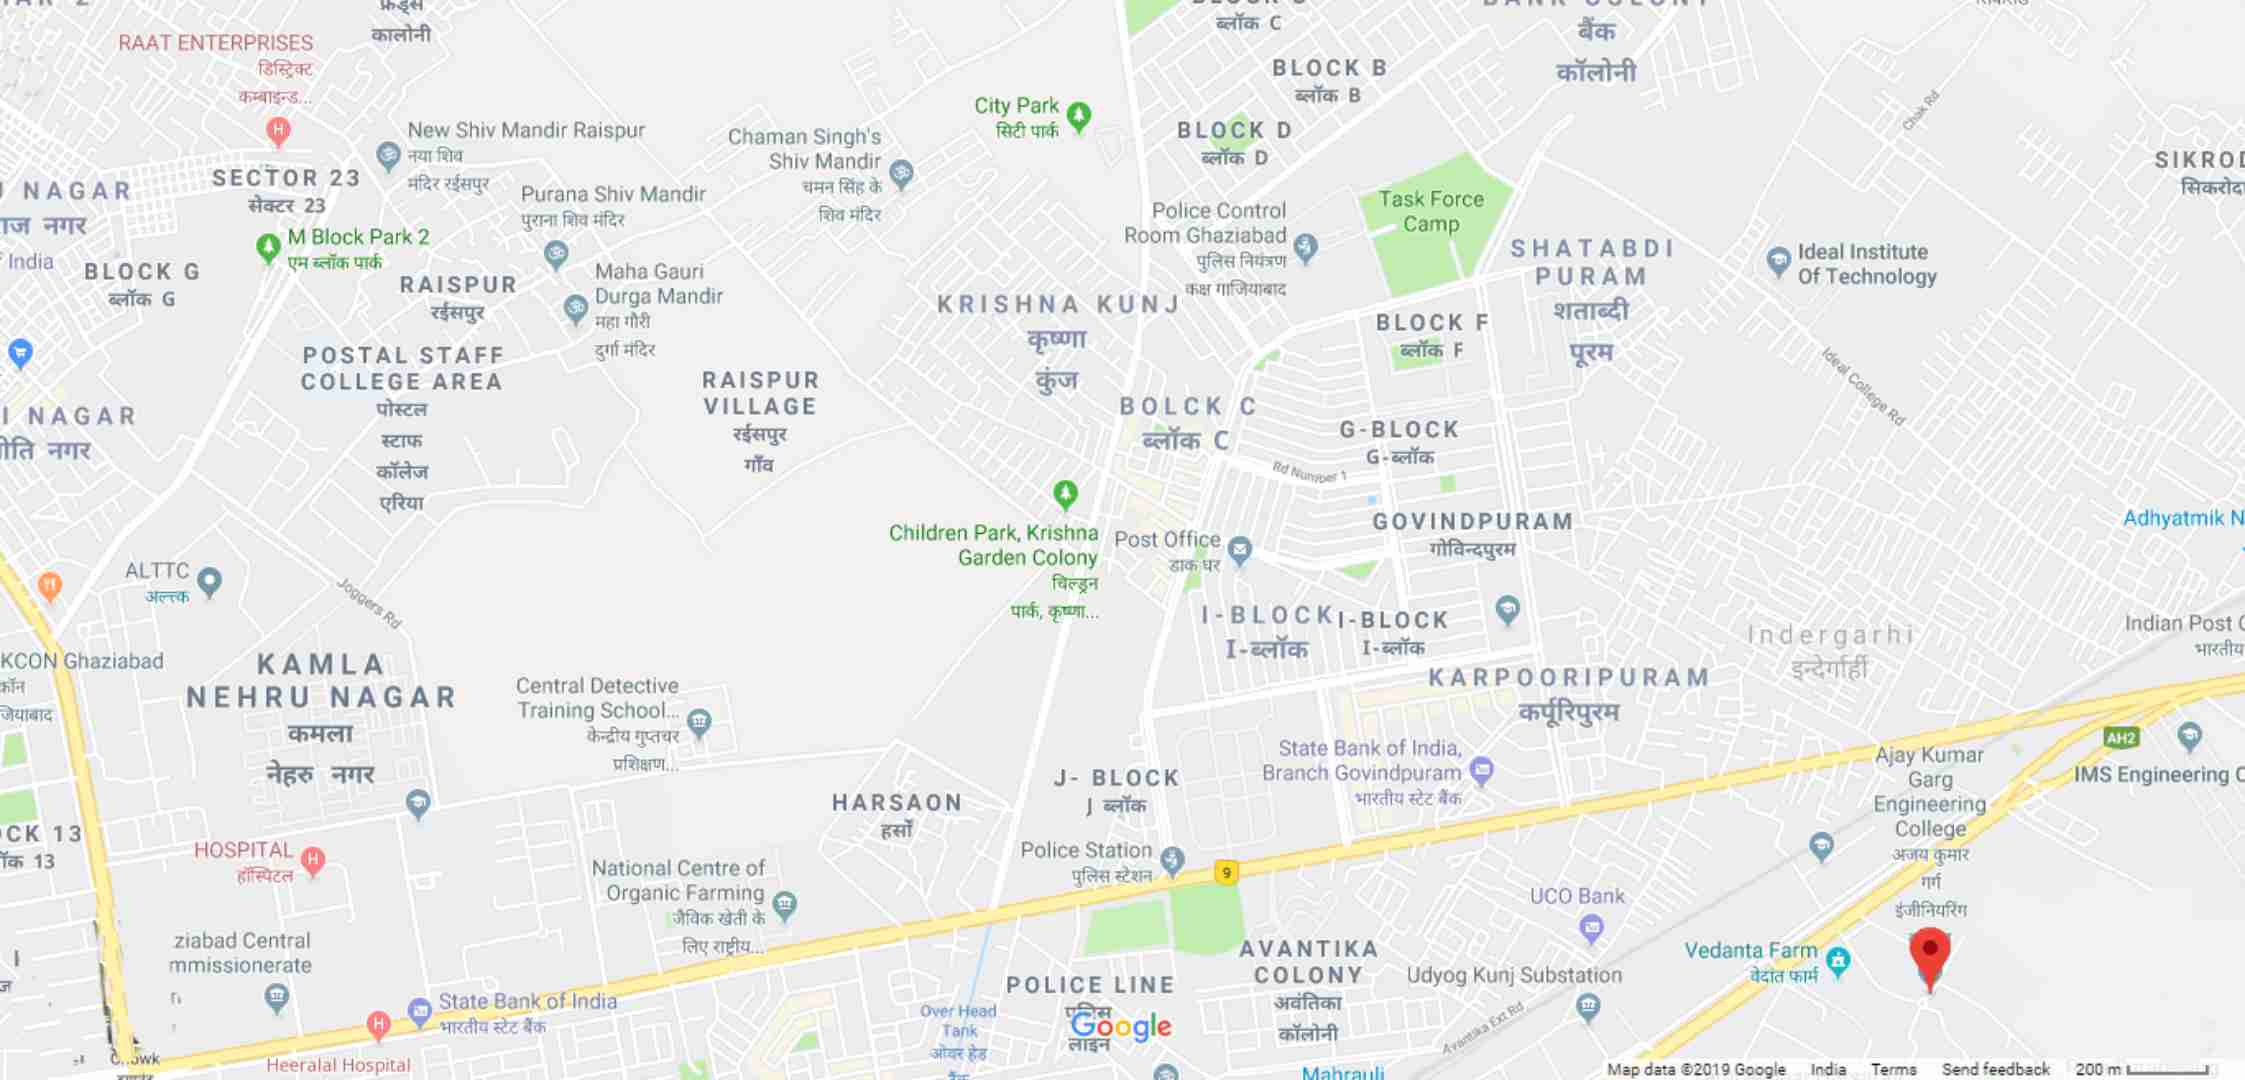 फ्रेंड्स
कालोनी
ब्लॉक C
बैंक
कॉलोनी
RAAT ENTERPRISES
डिस्ट्रिक्ट
कम्बाइन्ड...
BLOCK B
ब्लॉक B
City Park
सिटी पार्क
BLOCK D
ब्लॉक D
Chak Rd
New Shiv Mandir Raispur
नया शिव
मंदिर रईसपुर
Chaman Singh's
Shiv Mandir
चमन सिंह के
शिव मंदिर
SECTOR 23
सेक्टर 23
Purana Shiv Mandir
पुराना शिव मंदिर
NAGAR
नगर
Task Force
Camp
Police Control
Room Ghaziabad
पुलिस नियंत्रण
कक्ष गाजियाबाद
M Block Park 2
एम ब्लॉक पार्क
India
BLOCK G
ब्लॉक G
RAISPUR
रईसपुर
Maha Gauri
Durga Mandir
महा गौरी
दुर्गा मंदिर
SHATABDI
PURAM
शताब्दी
पूरम
Ideal Institute
Of Technology
KRISHNA KUNJ
कृष्णा
कुंज
BLOCK F
ब्लॉक F
POSTAL STAFF
COLLEGE AREA
पोस्टल
स्टाफ
कॉलेज
एरिया
RAISPUR
VILLAGE
रईसपुर
गाँव
Ideal College Rd
NAGAR
नगर
BOLCK C
ब्लॉक C
G-BLOCK
G-ब्लॉक
Rd Number 1
Children Park, Krishna
Garden Colony
चिल्ड्रन
पार्क, कृष्णा...
Post Office
डाक घर
GOVINDPURAM
गोविन्दपुरम
Adhyatmik
ALTTC
अल्त्त्क
Joggers Rd
I-BLOCK
I-ब्लॉक
I-BLOCK
I-ब्लॉक
Indergarhi
इन्देर्गार्ही
Indian Post
भारतीय
KCON Ghaziabad
KAMLA
NEHRU NAGAR
कमला
नेहरु नगर
Central Detective
Training School...
केन्द्रीय गुप्तचर
प्रशिक्षण...
KARPOORIPURAM
कर्पूरिपुरम
State Bank of India,
Branch Govindpuram
भारतीय स्टेट बैंक
AH2
Ajay Kumar
Garg
Engineering
College
अजय कुमार
गर्ग
इंजीनियरिंग
IMS Engineering
HARSAON
हर्सों
J- BLOCK
J ब्लॉक
13
13
HOSPITAL
हॉस्पिटल
Police Station
पुलिस स्टेशन
9
National Centre of
Organic Farming
जैविक खेती के
लिए राष्ट्रीय...
UCO Bank
ziabad Central
mmissionerate
AVANTIKA
COLONY
अवंतिका
कॉलोनी
Vedanta Farm
वेदांत फार्म
Udyog Kunj Substation
POLICE LINE
पुलिस
लाइन
State Bank of India
भारतीय स्टेट बैंक
Over Head
Tank
ओवर हेड
टैंक
Google
Avantika Ext Rd
Heeralal Hospital
Mahrauli
Map data ©2019 Google India Terms Send feedback 200 m